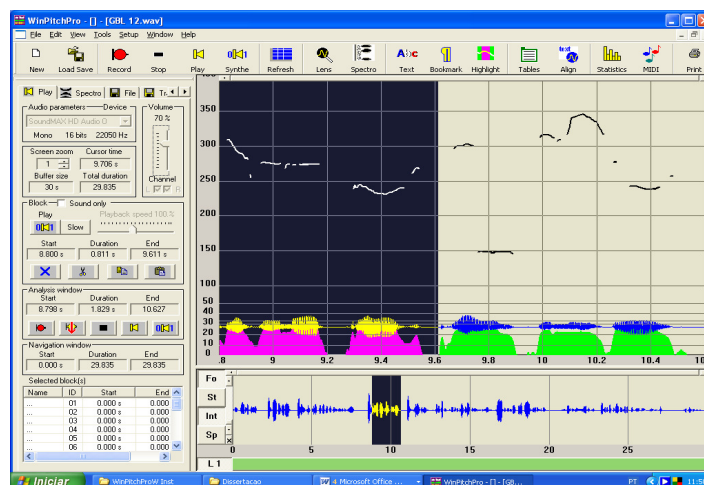 WinPitchPro - [] - [GBL 12.wav]
File Edit View Tools Setup Window Help
New Load Save Record Stop Play Synthe Refresh Lens Spectro Text Bookmark Highlight Tables Align Statistics MIDI Print
Play Spectro File Tr
Audio parameters Device Volume
SoundMAX HD Audio O 70 %
Mono 16 bits 22050 Hz
Screen zoom Cursor time
1 9.706 s
Buffer size Total duration Channel
30 s 29.835 L R
Block Sound only
Play Playback speed 100 %
Slow
Start Duration End
8.800 s 0.811 s 9.611 s
Analysis window
Start Duration End
8.798 s 1.829 s 10.627
Navigation window
Start Duration End
0.000 s 29.835 29.835
Selected block(s)
Name ID Start End
... 01 0.000 s 0.000
... 02 0.000 s 0.000
... 03 0.000 s 0.000
... 04 0.000 s 0.000
... 05 0.000 s 0.000
... 06 0.000 s 0.000
350
300
250
200
150
100
50
40
30
20
10
0
8 9 9.2 9.4 9.6 9.8 10 10.2 10.4 10
Fo
St
Int
Sp
0 5 10 15 20 25
L 1
Iniciar WinPitchProW Inst Dissertacao 4 Microsoft Office ... WinPitchPro - [] - [GB... PT 11:50